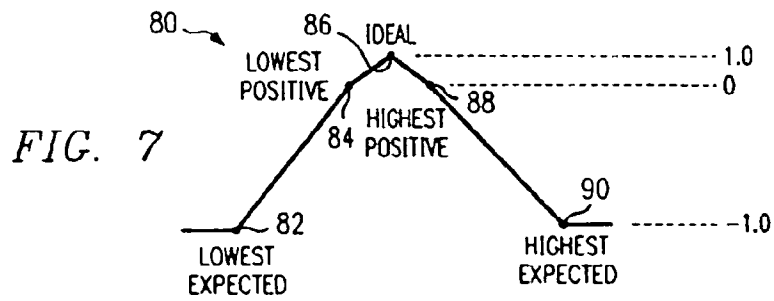 80
86
IDEAL
1.0
LOWEST
POSITIVE
84
HIGHEST
POSITIVE
88
0
FIG. 7
82
LOWEST
EXPECTED
90
HIGHEST
EXPECTED
-1.0